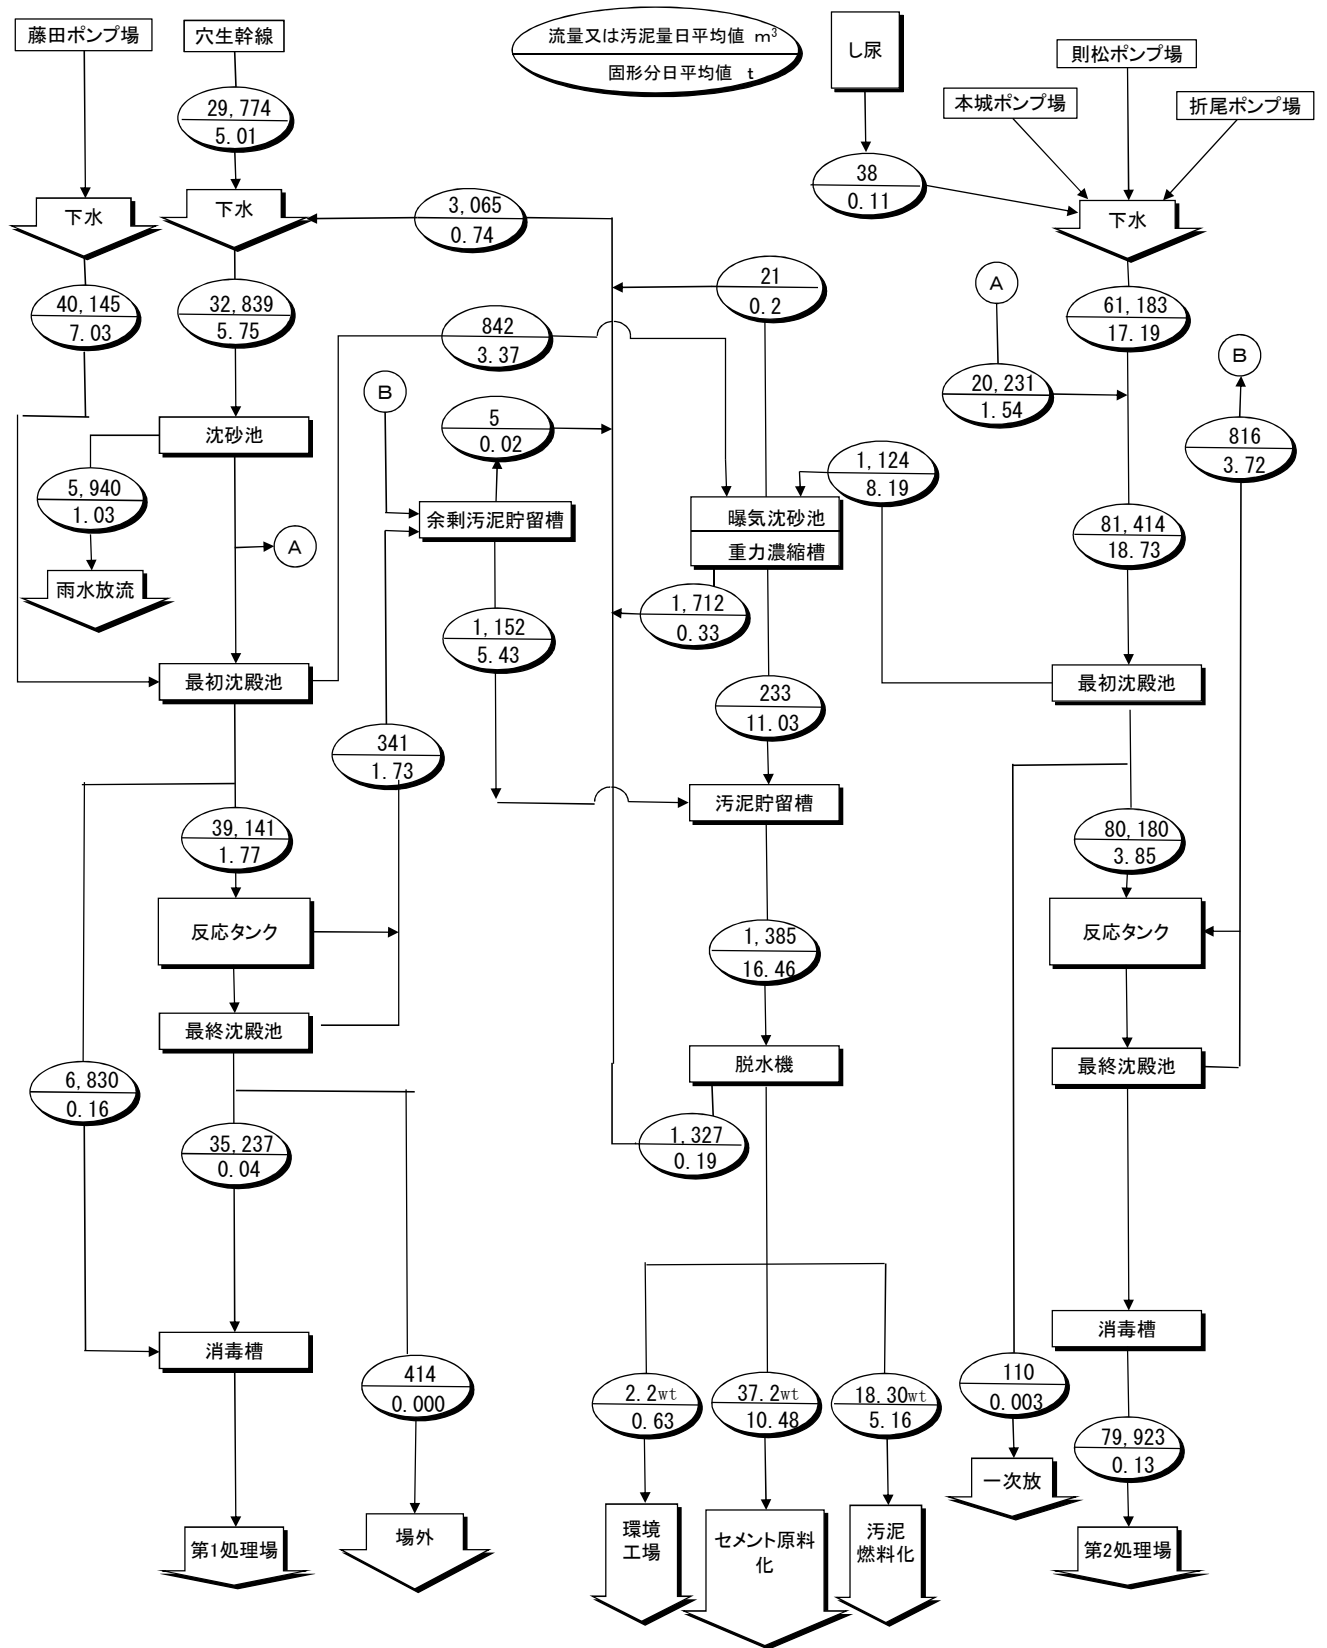 藤田ポンプ場
穴生幹線
流量又は汚泥量日平均値 m³
固形分日平均値 t
し尿
則松ポンプ場
本城ポンプ場
折尾ポンプ場
29,774
5.01
38
0.11
下水
下水
3,065
0.74
下水
21
0.2
A
40,145
7.03
32,839
5.75
842
3.37
61,183
17.19
B
B
20,231
1.54
5
0.02
沈砂池
816
3.72
1,124
8.19
5,940
1.03
余剰汚泥貯留槽
曝気沈砂池
重力濃縮槽
81,414
18.73
A
雨水放流
1,712
0.33
1,152
5.43
最初沈殿池
最初沈殿池
233
11.03
341
1.73
汚泥貯留槽
39,141
1.77
80,180
3.85
反応タンク
1,385
16.46
反応タンク
最終沈殿池
脱水機
最終沈殿池
6,830
0.16
35,237
0.04
1,327
0.19
消毒槽
消毒槽
414
0.000
2.2wt
0.63
37.2wt
10.48
18.30wt
5.16
110
0.003
79,923
0.13
一次放
第1処理場
場外
環境
工場
セメント原料
化
汚泥
燃料化
第2処理場